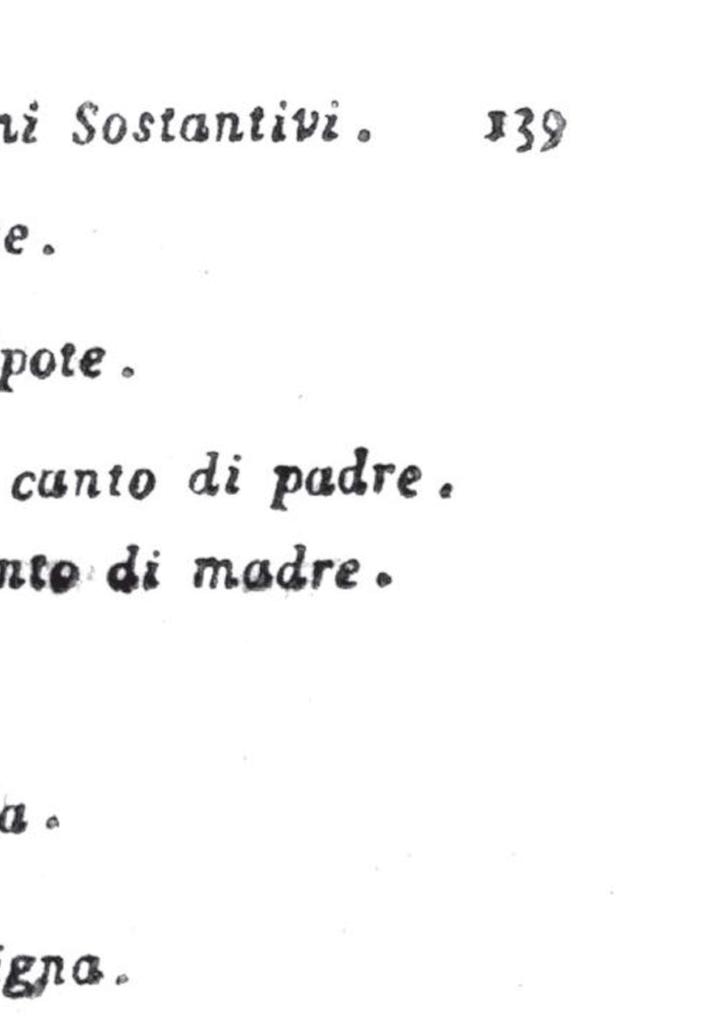 ni Sostantivi. 139
e.
pote.
canto di padre.
nto di madre.
a.
igna.